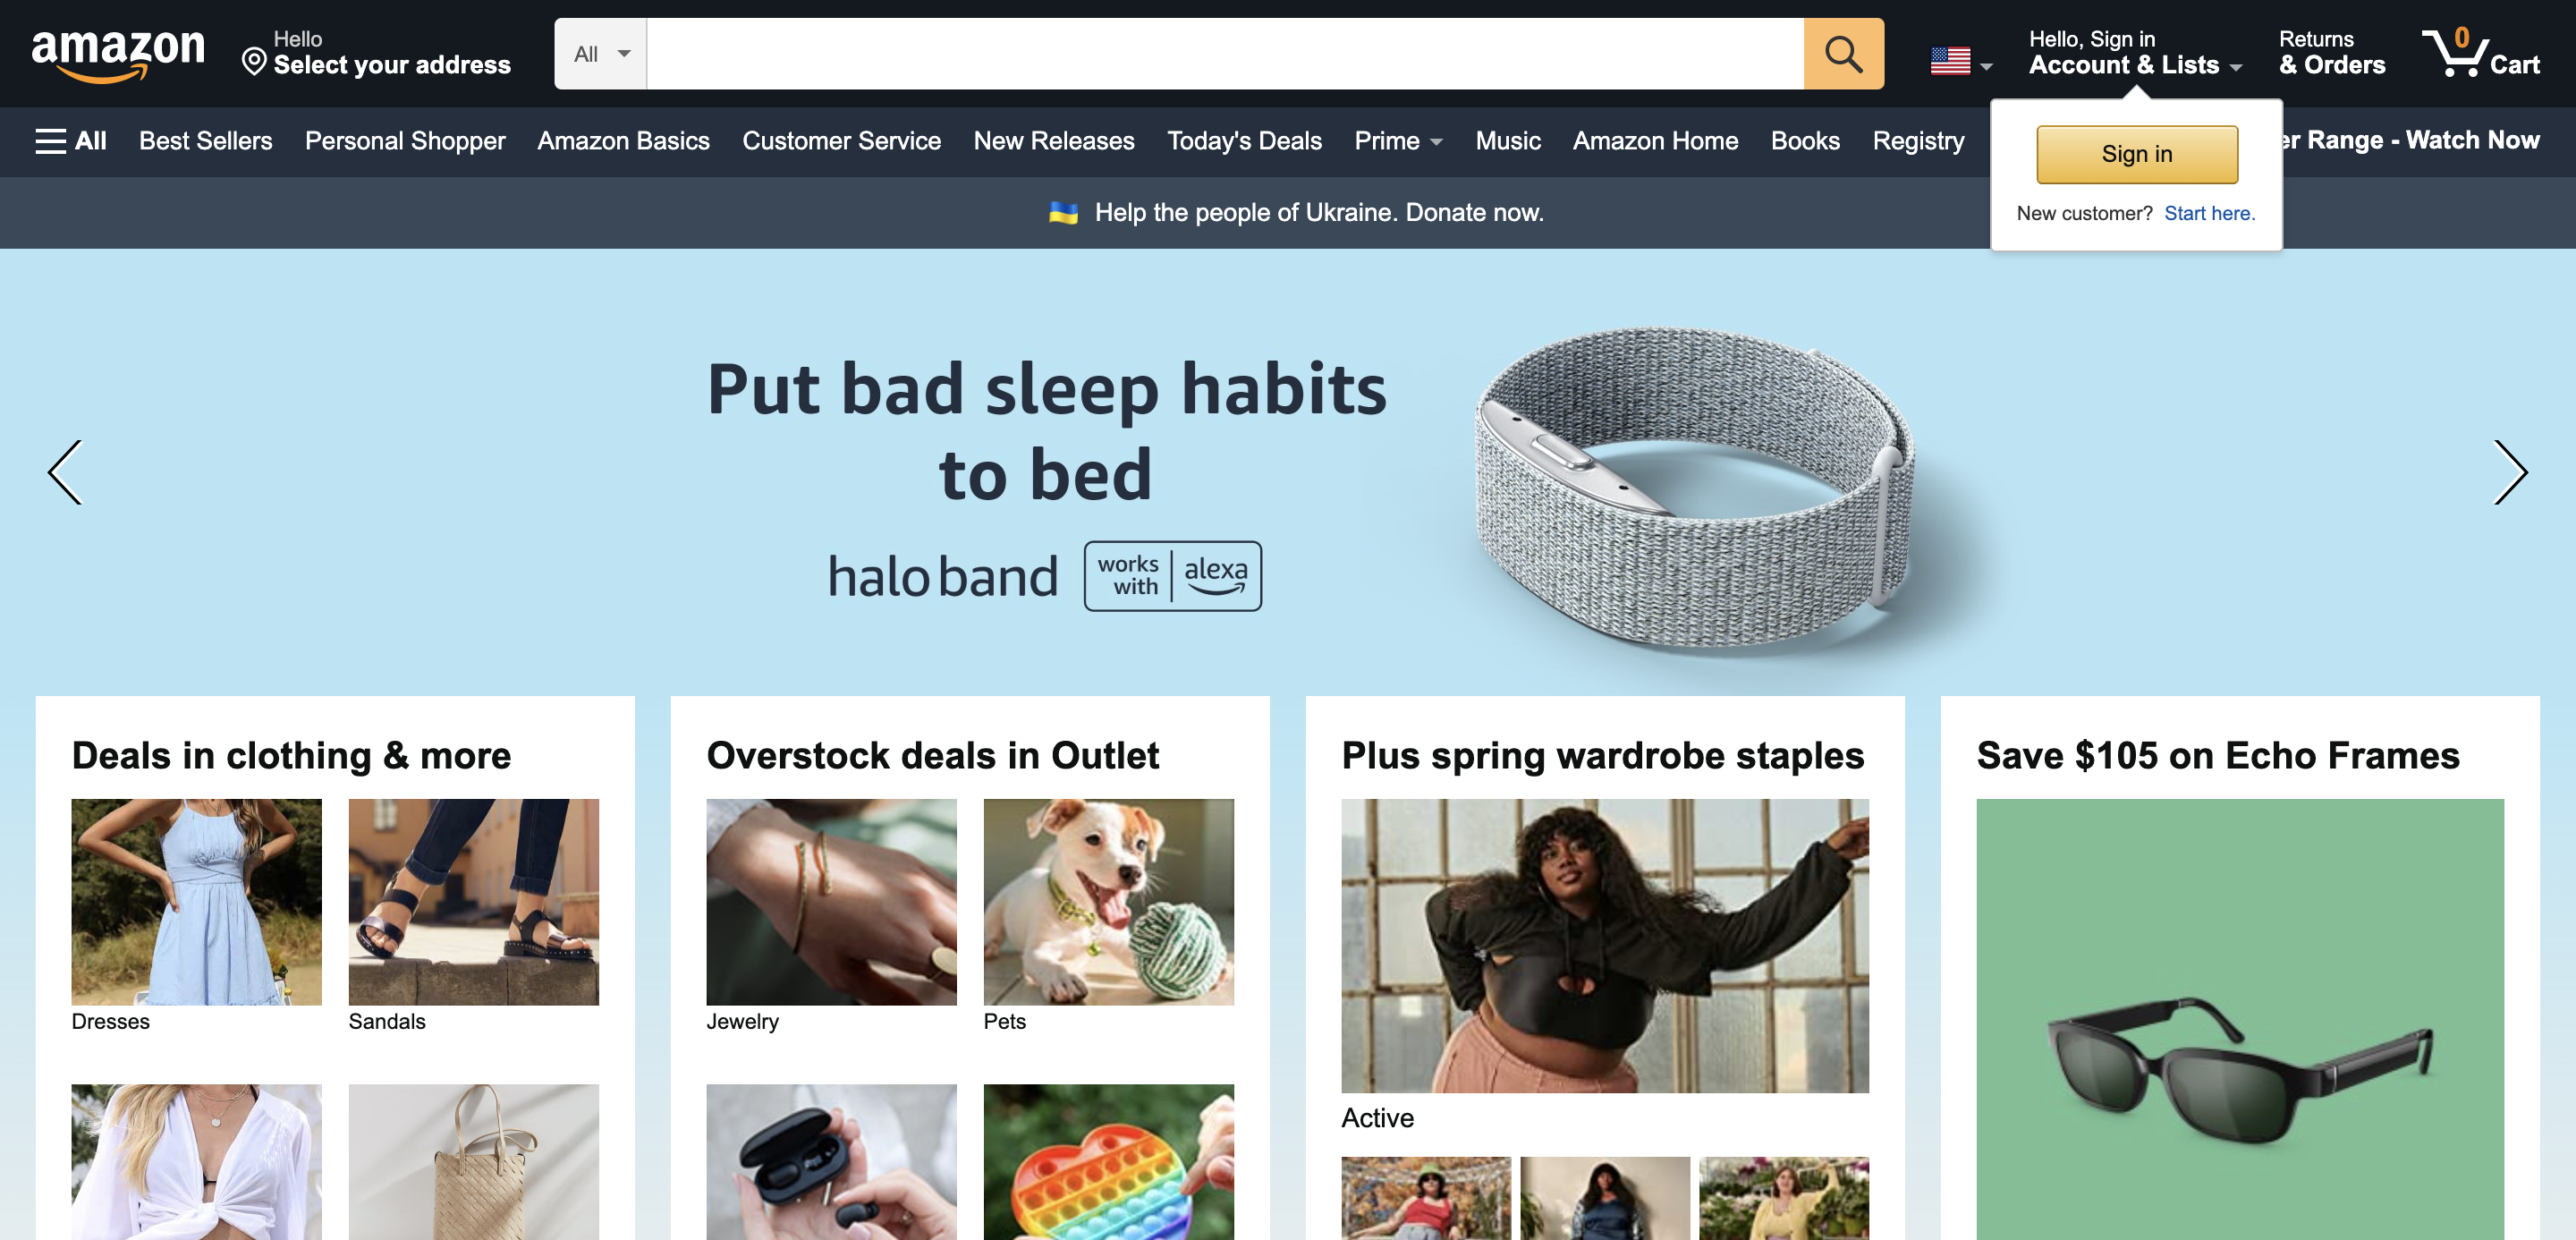 amazon
Hello
Select your address
All
Hello, Sign in
Account & Lists
Returns
& Orders
0
Cart
All
Best Sellers
Personal Shopper
Amazon Basics
Customer Service
New Releases
Today's Deals
Prime
Music
Amazon Home
Books
Registry
er Range - Watch Now
Sign in
New customer? Start here.
Help the people of Ukraine. Donate now.
Put bad sleep habits
to bed
halo band
works
with
alexa
Deals in clothing & more
Overstock deals in Outlet
Plus spring wardrobe staples
Save $105 on Echo Frames
Dresses
Sandals
Jewelry
Pets
Active